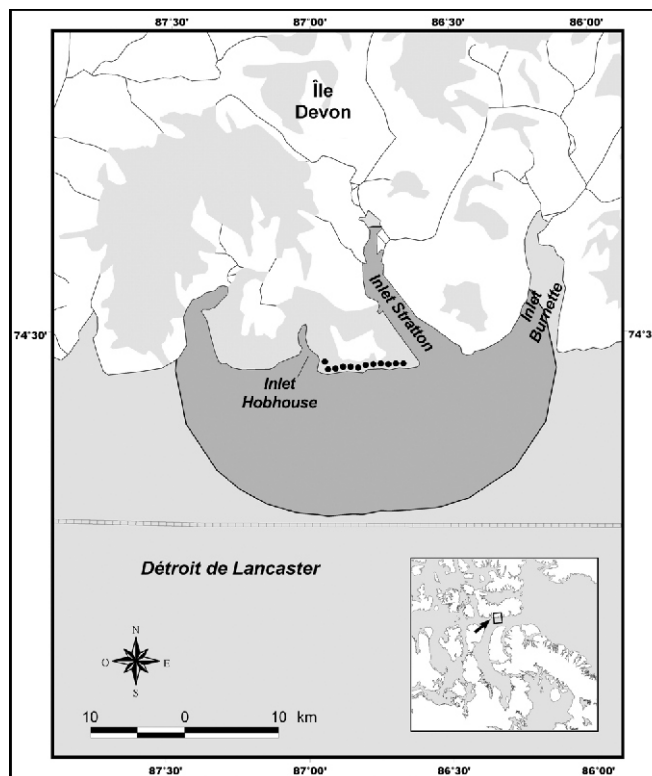 87°30' 87°00' 86°30' 86°00'
Île
Devon
Inlet Stratton
Inlet
Burnette
74°30' 74°30'
Inlet
Hobhouse
Détroit de Lancaster
N
O E
S
10 0 10 km
87°30' 87°00' 86°30' 86°00'